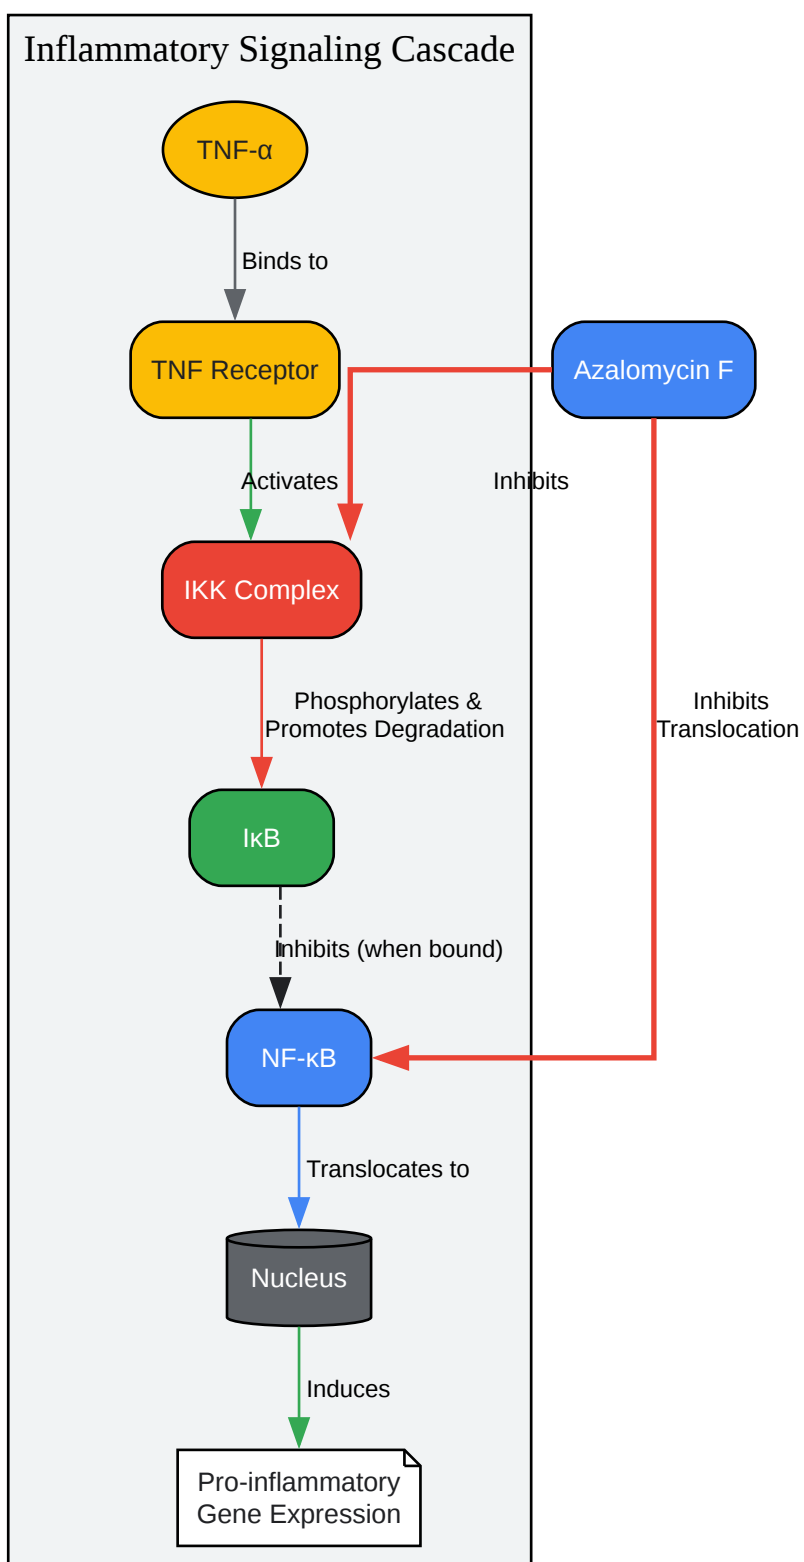 Inflammatory Signaling Cascade
TNF-α
Binds to
TNF Receptor
Azalomycin F
Activates
Inhibits
IKK Complex
Phosphorylates &
Promotes Degradation
Inhibits
Translocation
IκB
Inhibits (when bound)
NF-κB
Translocates to
Nucleus
Induces
Pro-inflammatory
Gene Expression